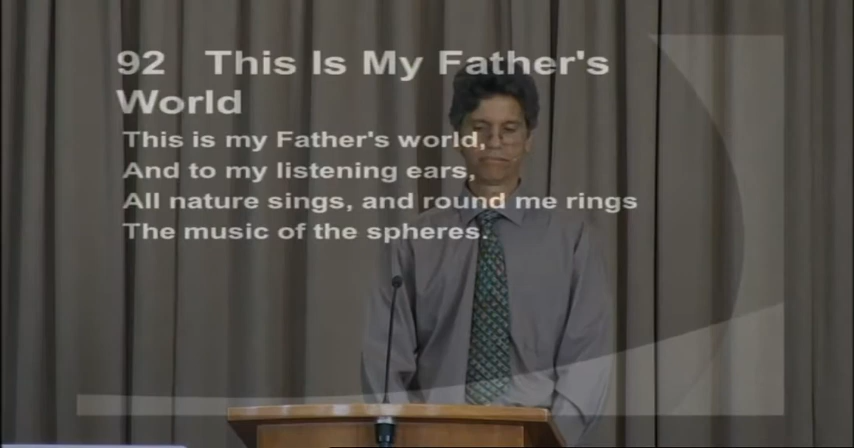 92 This Is My Father's
World
This is my Father's world,
And to my listening ears,
All nature sings, and round me rings
The music of the spheres.